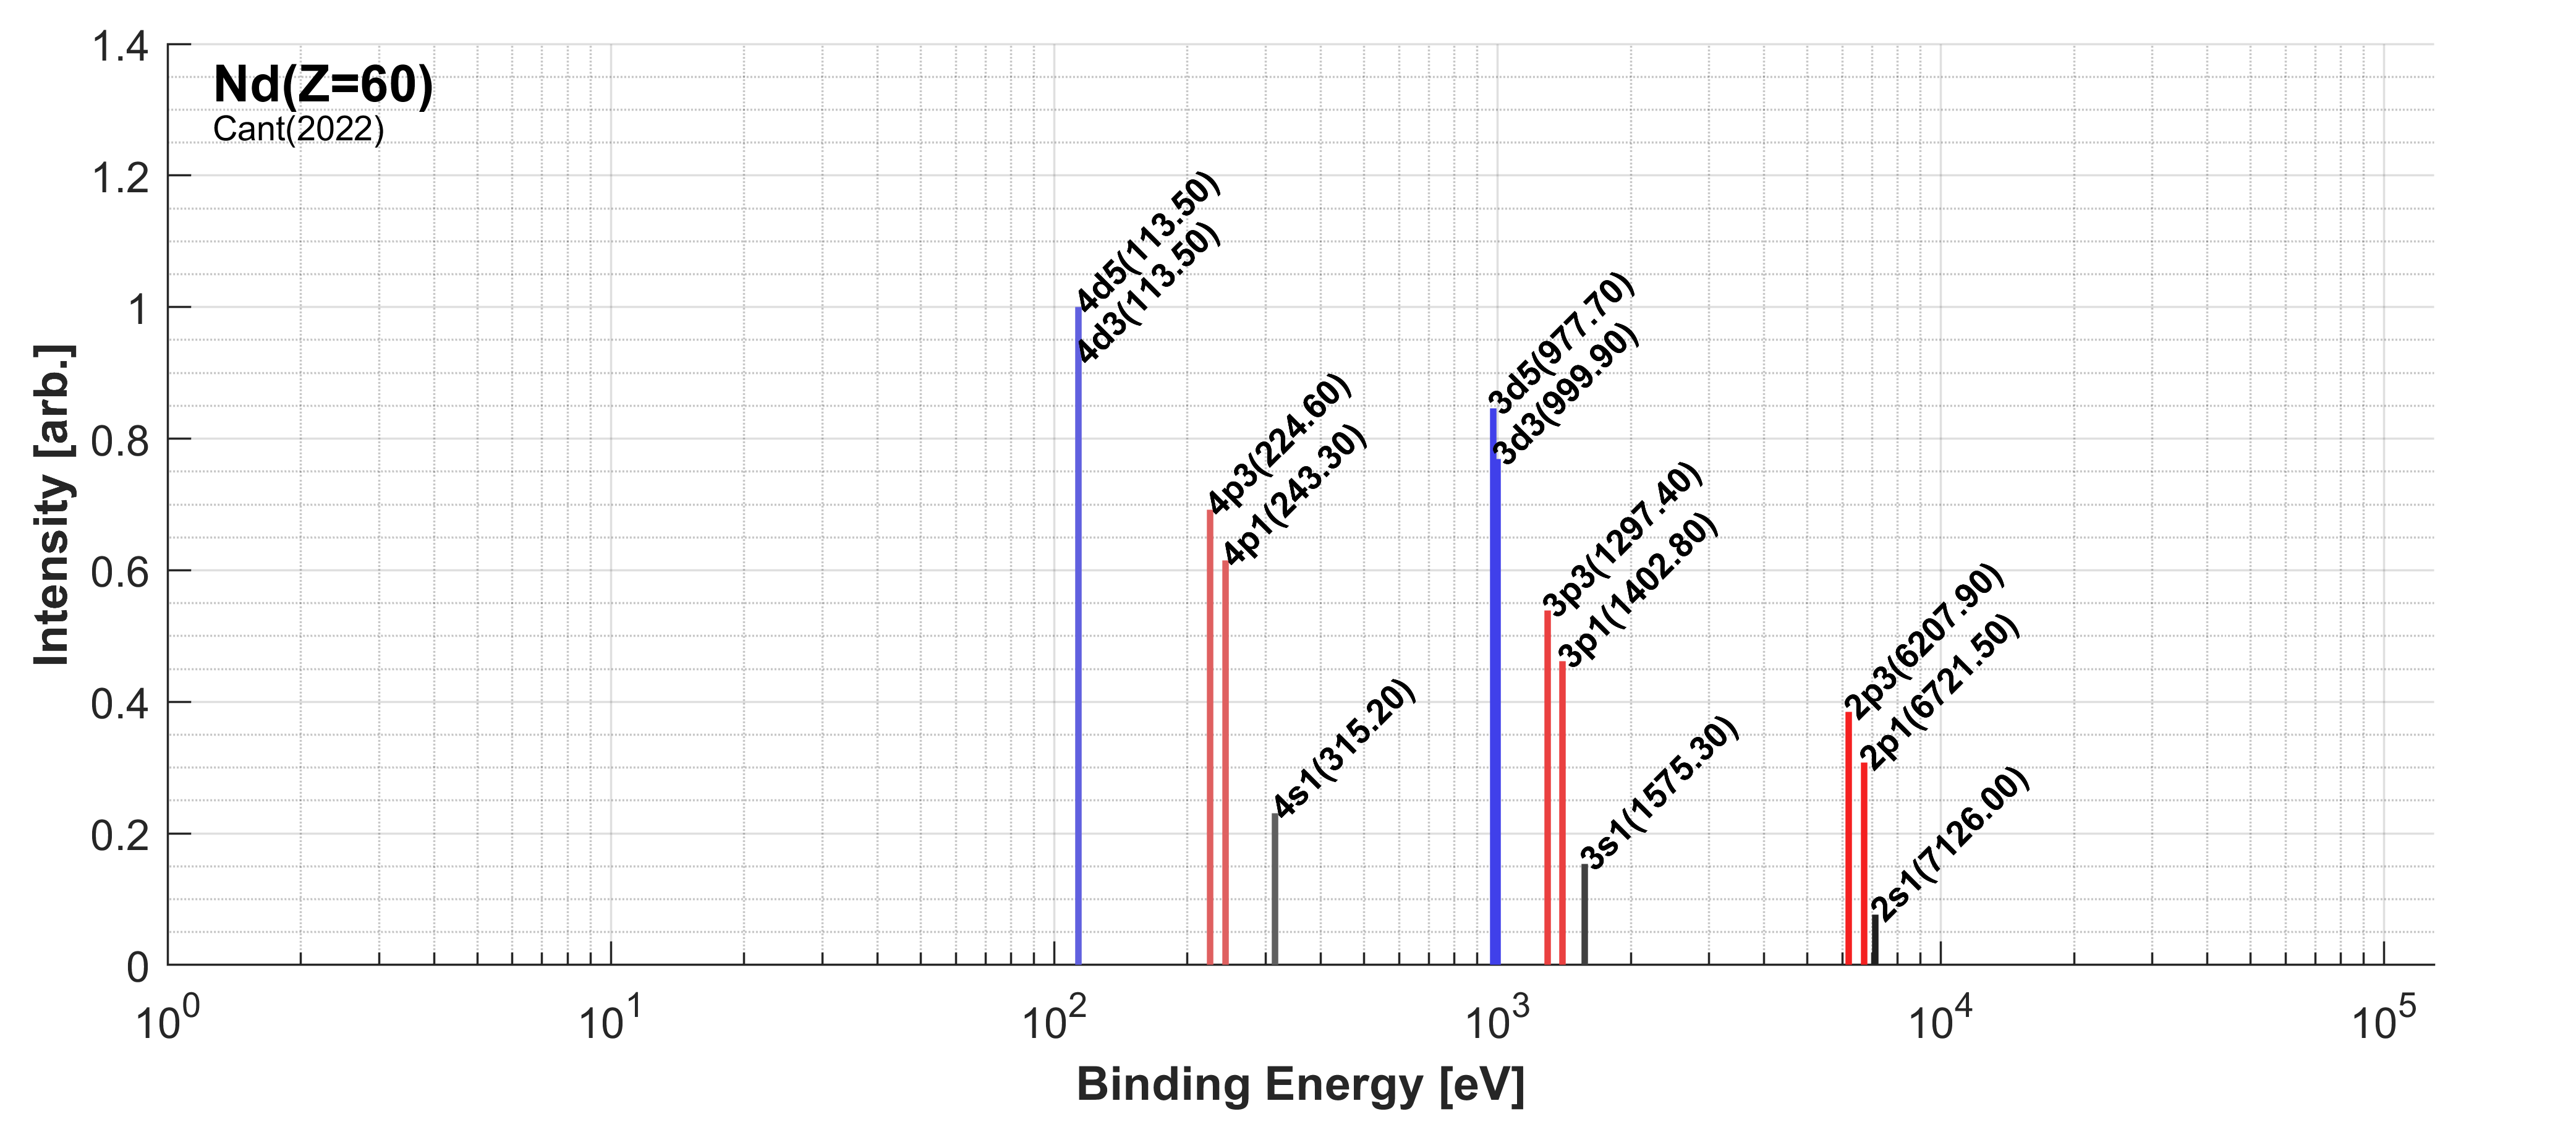 Nd(Z=60)
Cant(2022)
Intensity [arb.]
1.4
1.2
1
0.8
0.6
0.4
0.2
0
4d5(113.50)
4d3(113.50)
4p3(224.60)
4p1(243.30)
4s1(315.20)
3d5(977.70)
3d3(999.90)
3p3(1297.40)
3p1(1402.80)
3s1(1575.30)
2p3(6207.90)
2p1(6721.50)
2s1(7126.00)
10^0 10^1 10^2 10^3 10^4 10^5
Binding Energy [eV]